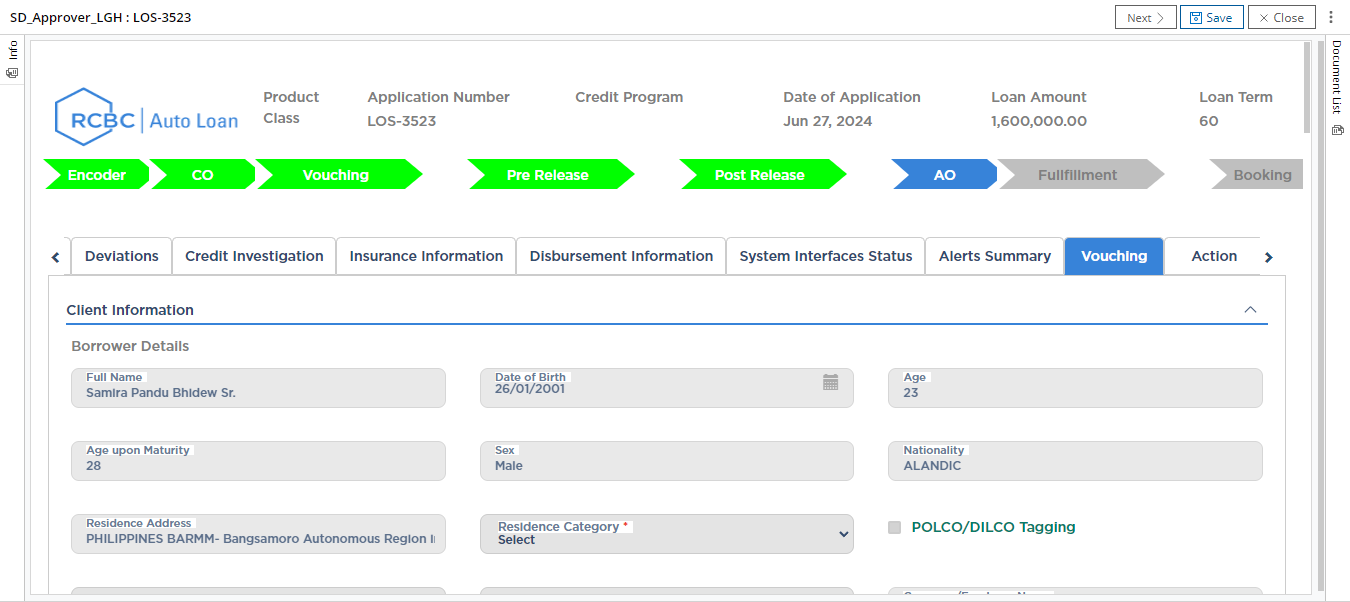 SD_Approver_LGH : LOS-3523
Next
Save
Close
Info
Document List
RCBC | Auto Loan
Product Class
Application Number
LOS-3523
Credit Program
Date of Application
Jun 27, 2024
Loan Amount
1,600,000.00
Loan Term
60
Encoder
CO
Vouching
Pre Release
Post Release
AO
Fullfillment
Booking
Deviations
Credit Investigation
Insurance Information
Disbursement Information
System Interfaces Status
Alerts Summary
Vouching
Action
Client Information
Borrower Details
Full Name
Samira Pandu Bhidew Sr.
Date of Birth
26/01/2001
Age
23
Age upon Maturity
28
Sex
Male
Nationality
ALANDIC
Residence Address
PHILIPPINES BARMM- Bangsamoro Autonomous Region i
Residence Category *
Select
POLCO/DILCO Tagging